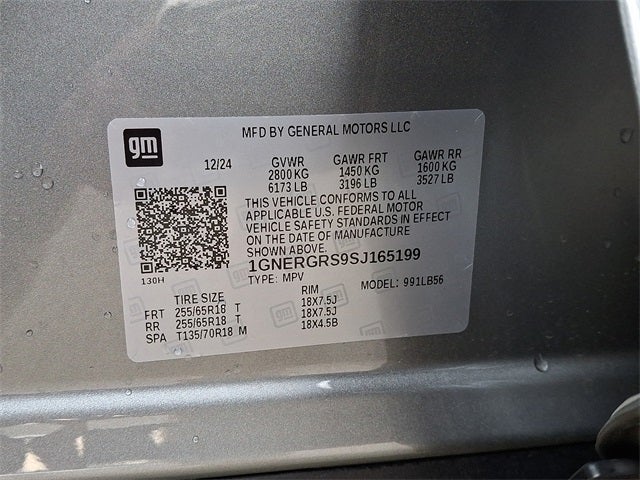 gm
MFD BY GENERAL MOTORS LLC
12/24 GVWR GAWR FRT GAWR RR
2800 KG 1450 KG 1600 KG
6173 LB 3196 LB 3527 LB
THIS VEHICLE CONFORMS TO ALL
APPLICABLE U.S. FEDERAL MOTOR
VEHICLE SAFETY STANDARDS IN EFFECT
ON THE DATE OF MANUFACTURE
SHOWN ABOVE.
1GNERGRS9SJ165199
130H TYPE: MPV MODEL: 991LB56
TIRE SIZE RIM
FRT 255/65R18 T 18X7.5J
RR 255/65R18 T 18X7.5J
SPA T135/70R18 M 18X4.5B